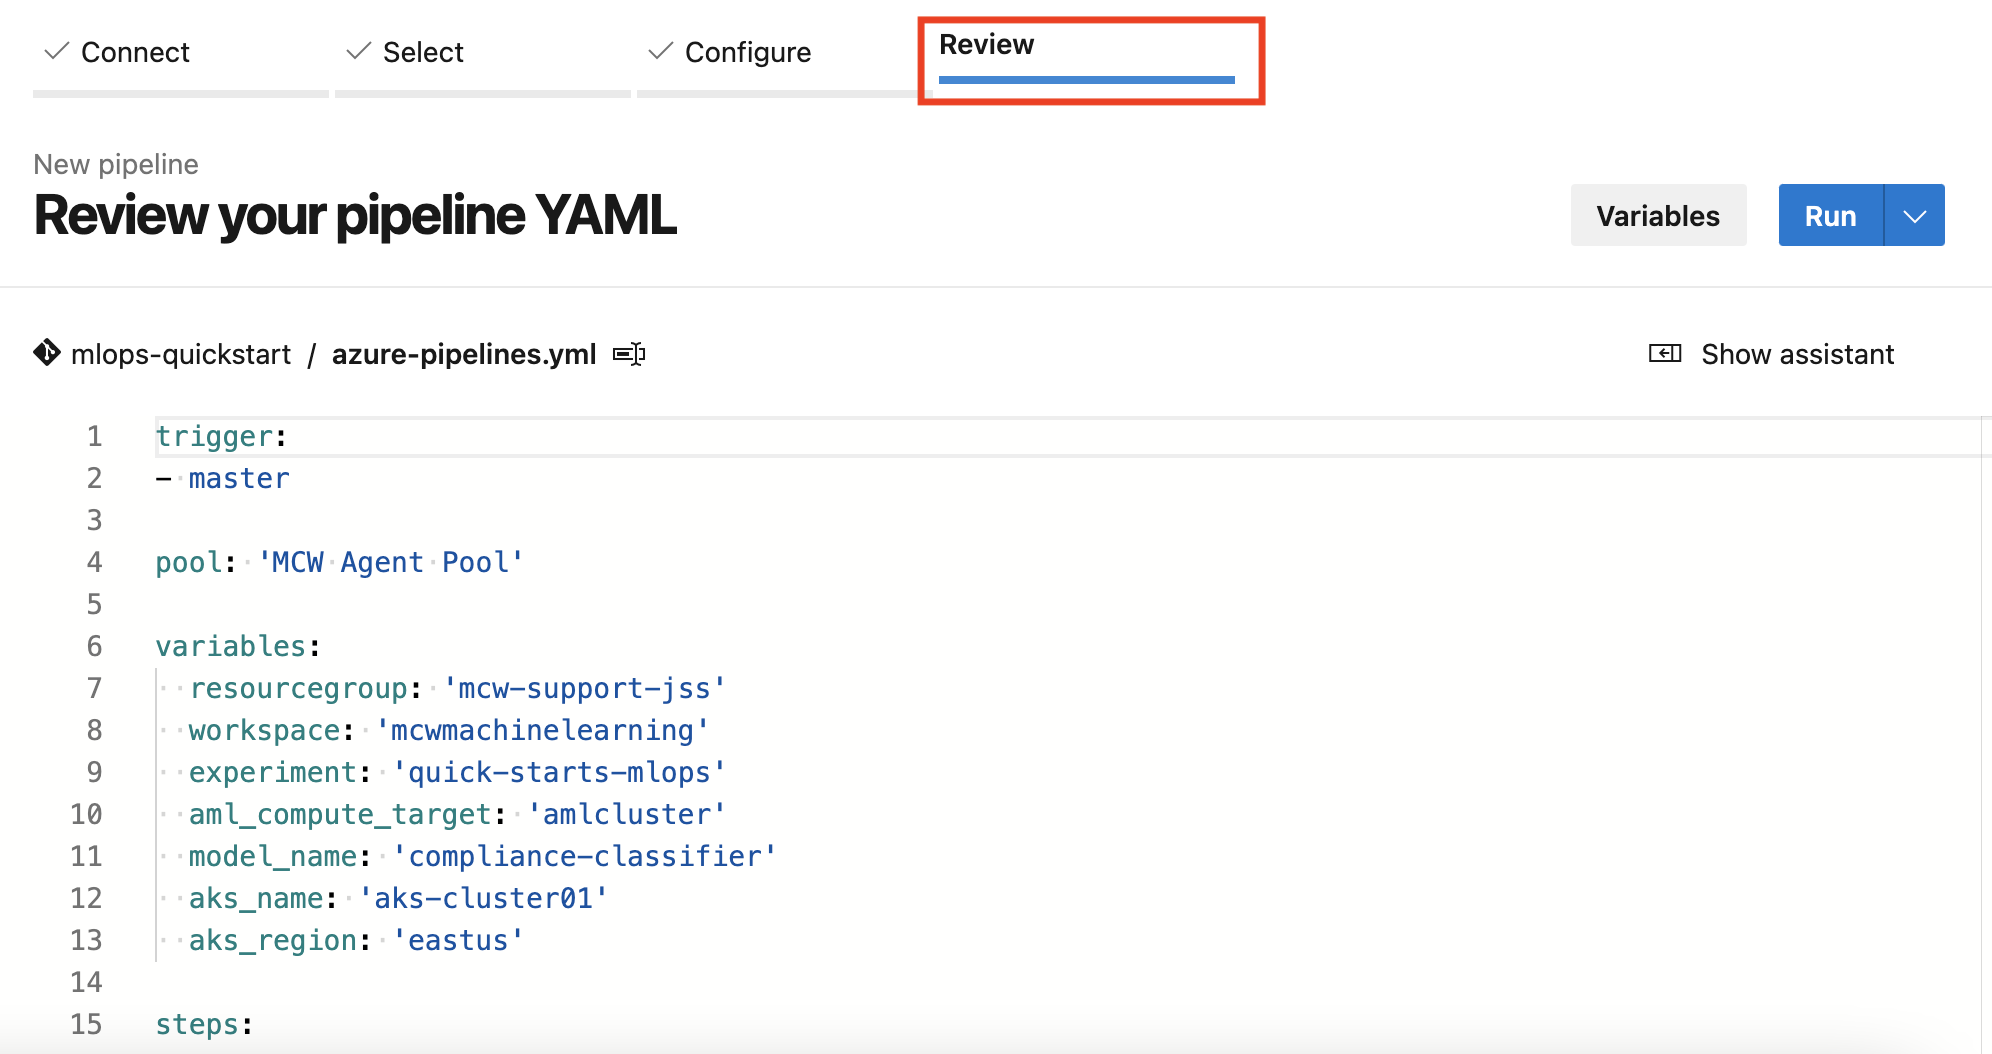 Connect Select Configure Review
New pipeline
Review your pipeline YAML
Variables Run
mlops-quickstart / azure-pipelines.yml Show assistant
1 trigger:
2 - master
3
4 pool: 'MCW Agent Pool'
5
6 variables:
7   resourcegroup: 'mcw-support-jss'
8   workspace: 'mcwmachinelearning'
9   experiment: 'quick-starts-mlops'
10   aml_compute_target: 'amlcluster'
11   model_name: 'compliance-classifier'
12   aks_name: 'aks-cluster01'
13   aks_region: 'eastus'
14
15 steps: